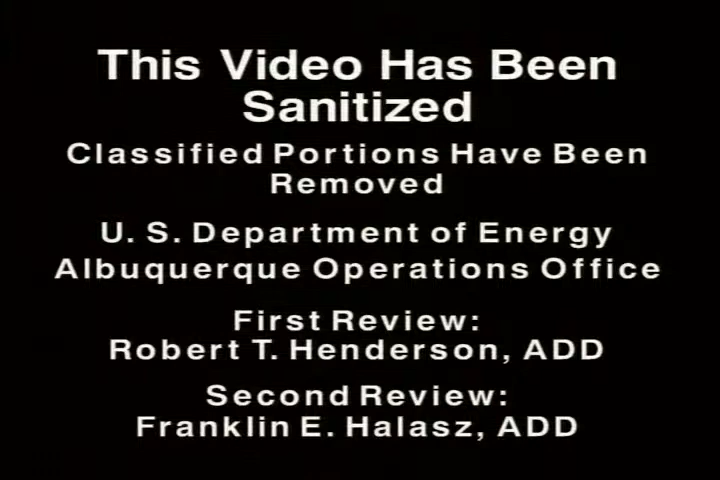 This Video Has Been
Sanitized
Classified Portions Have Been
Removed
U. S. Department of Energy
Albuquerque Operations Office
First Review:
Robert T. Henderson, ADD
Second Review:
Franklin E. Halasz, ADD